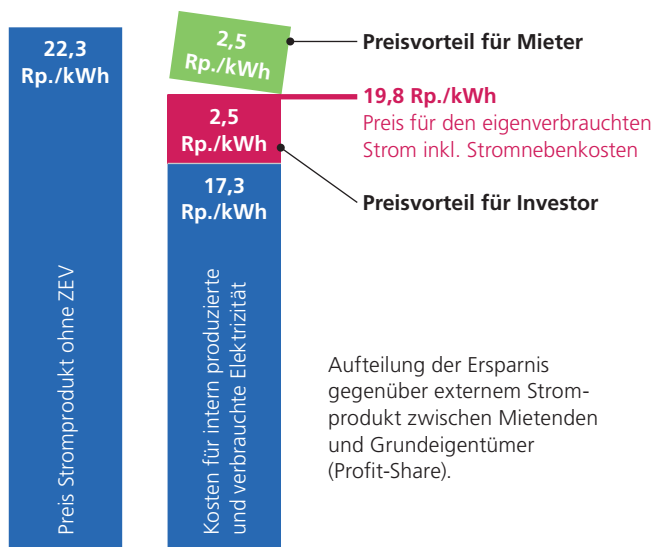 22,3
Rp./kWh
Preis Stromprodukt ohne ZEV
2,5
Rp./kWh
Preisvorteil für Mieter
19,8 Rp./kWh
Preis für den eigenverbrauchten
Strom inkl. Stromnebenkosten
2,5
Rp./kWh
Preisvorteil für Investor
17,3
Rp./kWh
Kosten für intern produzierte
und verbrauchte Elektrizität
Aufteilung der Ersparnis
gegenüber externem Strom-
produkt zwischen Mietenden
und Grundeigentümer
(Profit-Share).